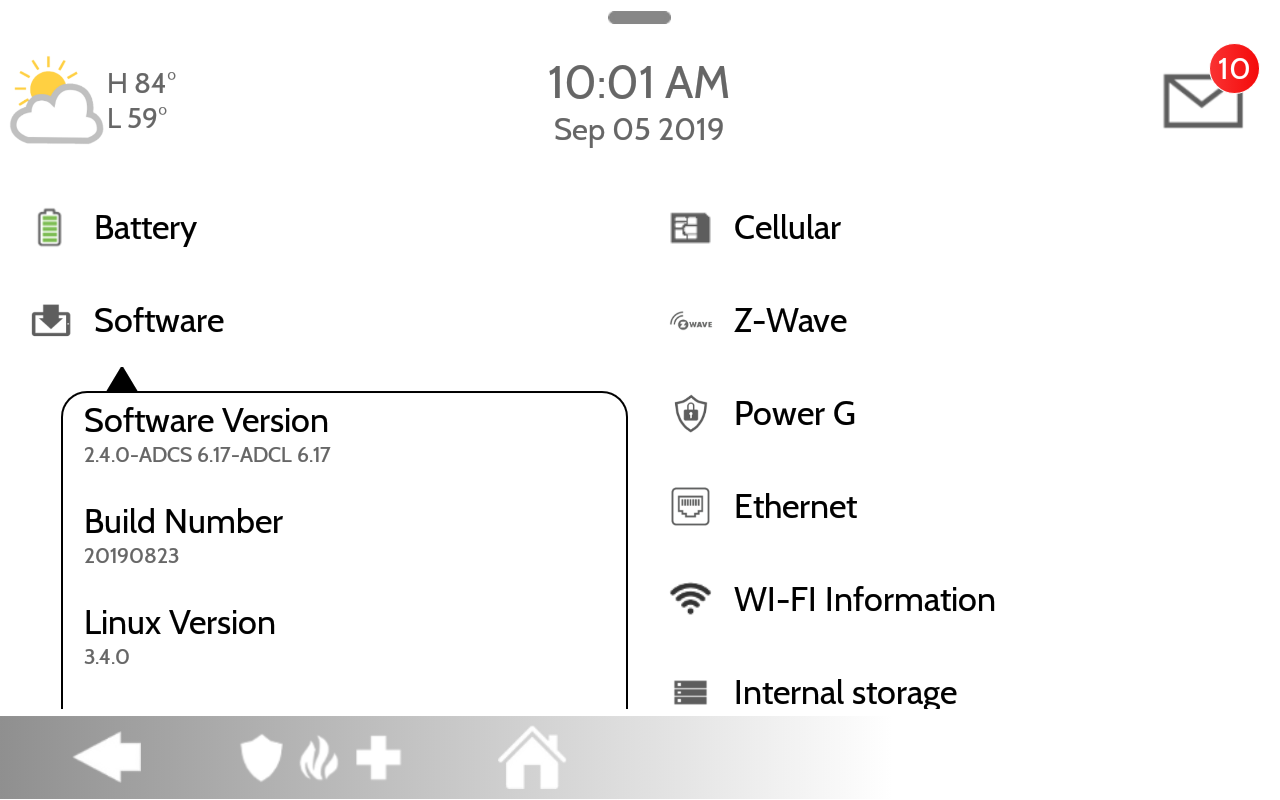 H 84°
L 59°
10:01 AM
Sep 05 2019
10
Battery
Software
Software Version
2.4.0-ADCS 6.17-ADCL 6.17
Build Number
20190823
Linux Version
3.4.0
Cellular
Z-WAVE
Z-Wave
Power G
Ethernet
WI-FI Information
Internal storage